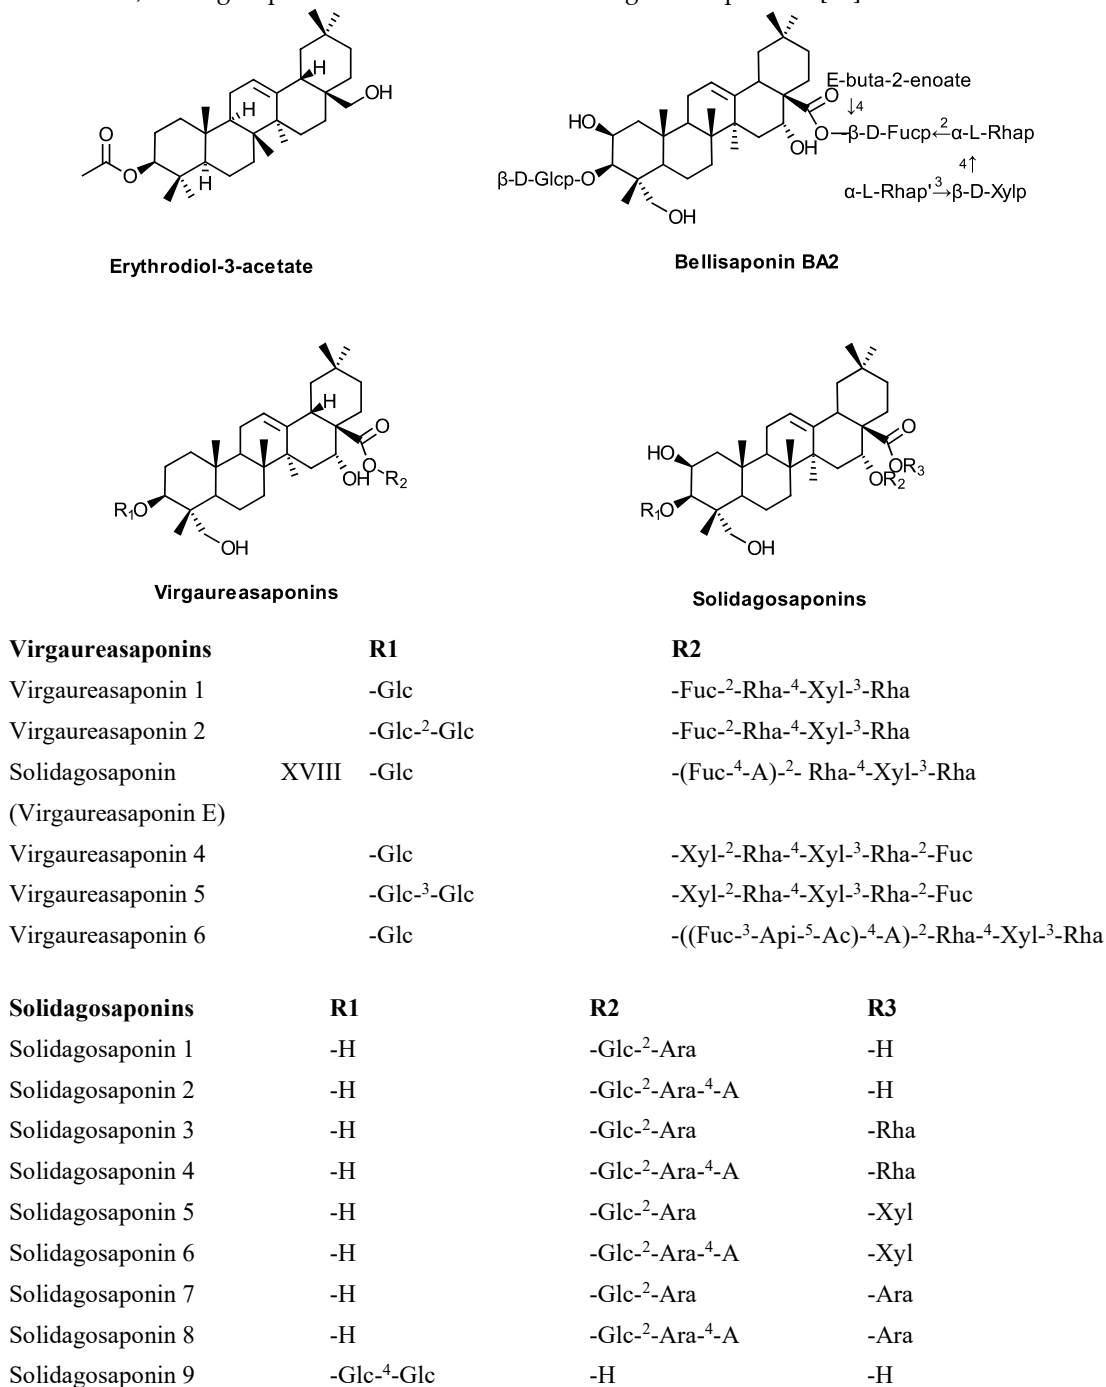 H
H
H
OH
O
O
Erythrodiol-3-acetate
E-buta-2-enoate
↓4
O
O
β-D-Fucp←2α-L-Rhap
4↑
α-L-Rhap'3→β-D-Xylp
HO
OH
β-D-Glcp-O
OH
Bellisaponin BA2
H
O
O
R2
OH
R1O
OH
Virgaureasaponins
O
OR3
OR2
HO
R1O
OH
Solidagosaponins
Virgaureasaponins R1 R2
Virgaureasaponin 1 -Glc -Fuc-2-Rha-4-Xyl-3-Rha
Virgaureasaponin 2 -Glc-2-Glc -Fuc-2-Rha-4-Xyl-3-Rha
Solidagosaponin XVIII -Glc -(Fuc-4-A)-2- Rha-4-Xyl-3-Rha
(Virgaureasaponin E)
Virgaureasaponin 4 -Glc -Xyl-2-Rha-4-Xyl-3-Rha-2-Fuc
Virgaureasaponin 5 -Glc-3-Glc -Xyl-2-Rha-4-Xyl-3-Rha-2-Fuc
Virgaureasaponin 6 -Glc -((Fuc-3-Api-5-Ac)-4-A)-2-Rha-4-Xyl-3-Rha
Solidagosaponins R1 R2 R3
Solidagosaponin 1 -H -Glc-2-Ara -H
Solidagosaponin 2 -H -Glc-2-Ara-4-A -H
Solidagosaponin 3 -H -Glc-2-Ara -Rha
Solidagosaponin 4 -H -Glc-2-Ara-4-A -Rha
Solidagosaponin 5 -H -Glc-2-Ara -Xyl
Solidagosaponin 6 -H -Glc-2-Ara-4-A -Xyl
Solidagosaponin 7 -H -Glc-2-Ara -Ara
Solidagosaponin 8 -H -Glc-2-Ara-4-A -Ara
Solidagosaponin 9 -Glc-4-Glc -H -H